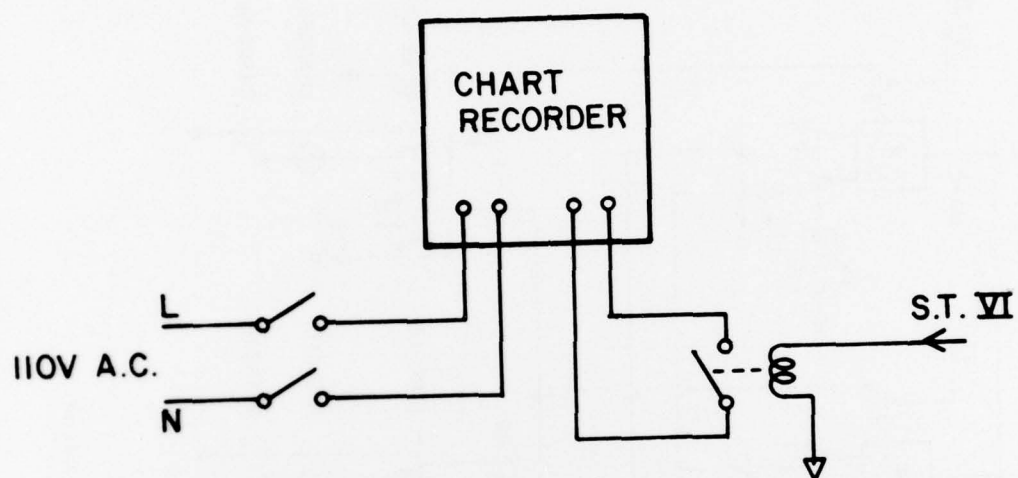 CHART
RECORDER
L
110V A.C.
N
S.T. VI